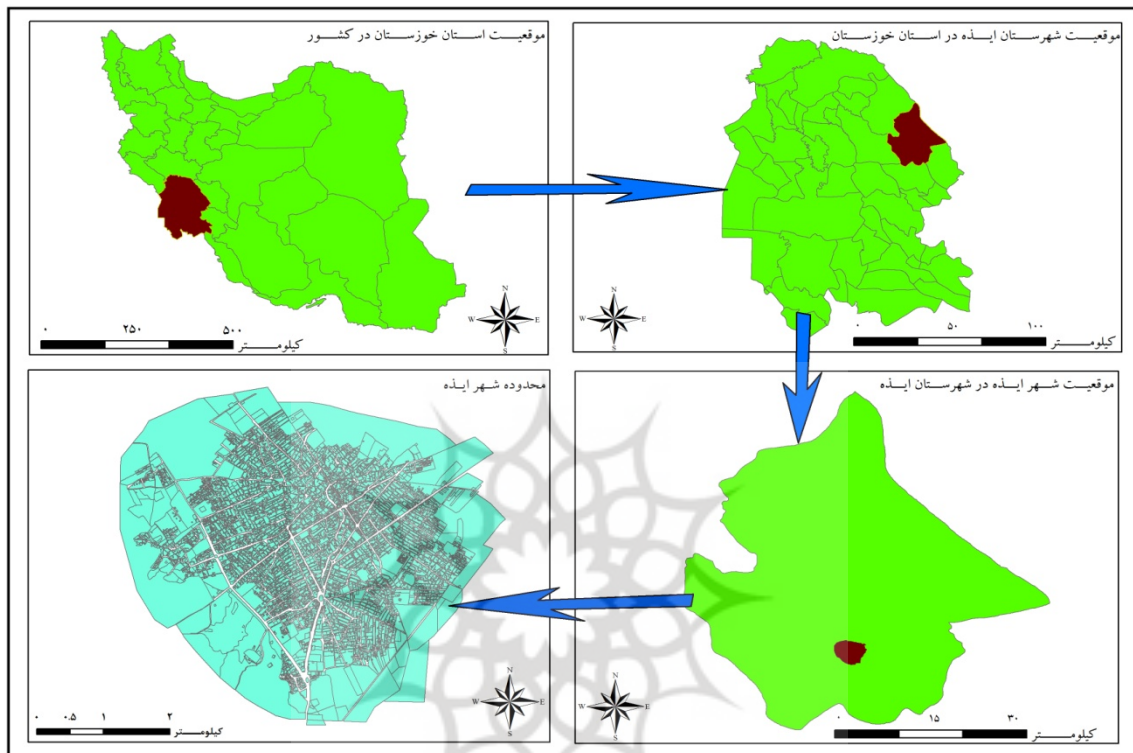 موقعیت استان خوزستان در کشور
N
W E
S
۰ ۲۵۰ ۵۰۰
کیلومتر
موقعیت شهرستان ایذه در استان خوزستان
N
W E
S
۰ ۵۰ ۱۰۰
کیلومتر
موقعیت شهر ایذه در شهرستان ایذه
N
W E
S
۰ ۱۵ ۳۰
کیلومتر
محدوده شهر ایذه
N
W E
S
۰ ۰.۵ ۱ ۲
کیلومتر